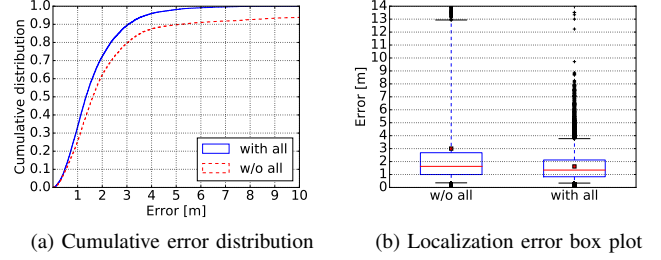 1.0
0.9
0.8
0.7
0.6
0.5
0.4
0.3
0.2
0.1
0.0
Cumulative distribution
1 2 3 4 5 6 7 8 9 10
Error [m]
with all
w/o all
14
13
12
11
10
9
8
7
6
5
4
3
2
1
0
Error [m]
w/o all with all
(a) Cumulative error distribution
(b) Localization error box plot